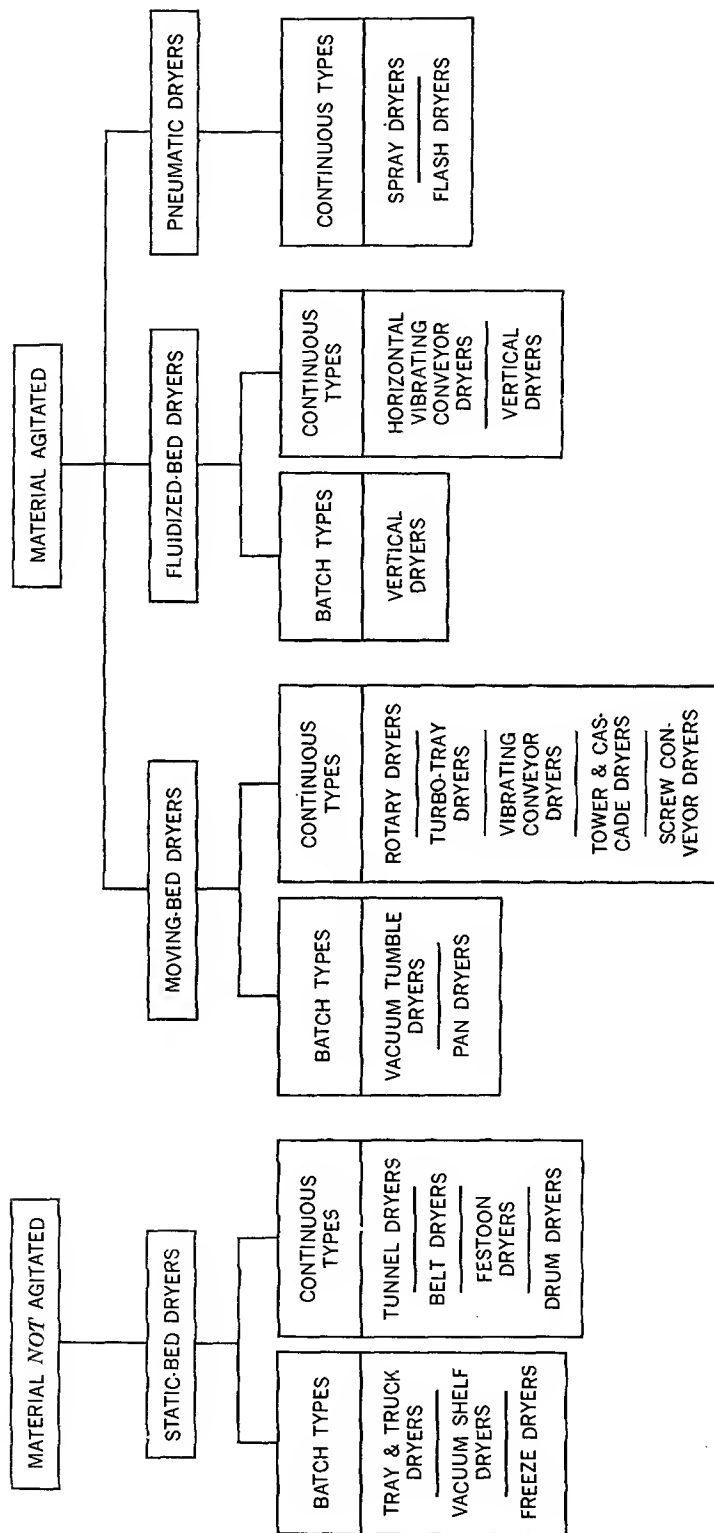 MATERIAL NOT AGITATED
STATIC-BED DRYERS
BATCH TYPES
TRAY & TRUCK
DRYERS
VACUUM SHELF
DRYERS
FREEZE DRYERS
CONTINUOUS
TYPES
TUNNEL DRYERS
BELT DRYERS
FESTOON
DRYERS
DRUM DRYERS
MATERIAL AGITATED
MOVING-BED DRYERS
BATCH TYPES
VACUUM TUMBLE
DRYERS
PAN DRYERS
CONTINUOUS
TYPES
ROTARY DRYERS
TURBO-TRAY
DRYERS
VIBRATING
CONVEYOR
DRYERS
TOWER & CAS-
CADE DRYERS
SCREW CON-
VEYOR DRYERS
FLUIDIZED-BED DRYERS
BATCH TYPES
VERTICAL
DRYERS
CONTINUOUS
TYPES
HORIZONTAL
VIBRATING
CONVEYOR
DRYERS
VERTICAL
DRYERS
PNEUMATIC DRYERS
CONTINUOUS TYPES
SPRAY DRYERS
FLASH DRYERS